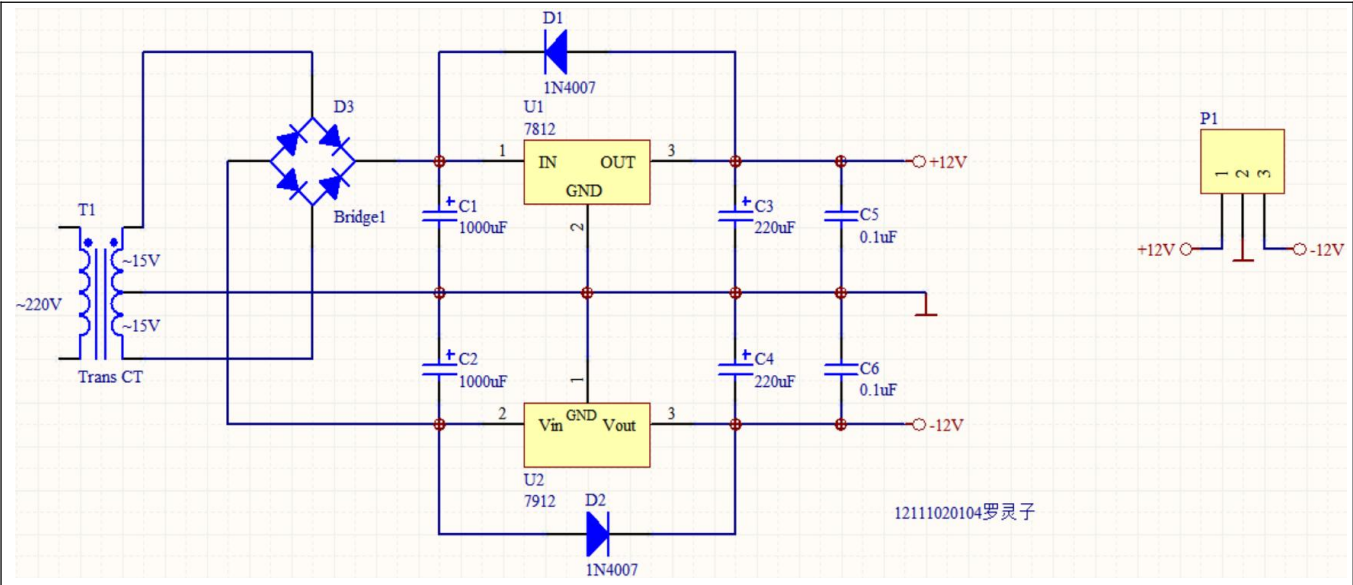 D1
1N4007
D3
U1
7812
P1
1
IN
OUT
3
GND
2
+12V
1
2
3
Bridge1
+
C1
1000uF
+
C3
220uF
C5
0.1uF
T1
~15V
+12V
-12V
~220V
~15V
Trans CT
+
C2
1000uF
+
C4
220uF
C6
0.1uF
1
2
Vin
GND
Vout
3
-12V
U2
7912
D2
1N4007
12111020104罗灵子